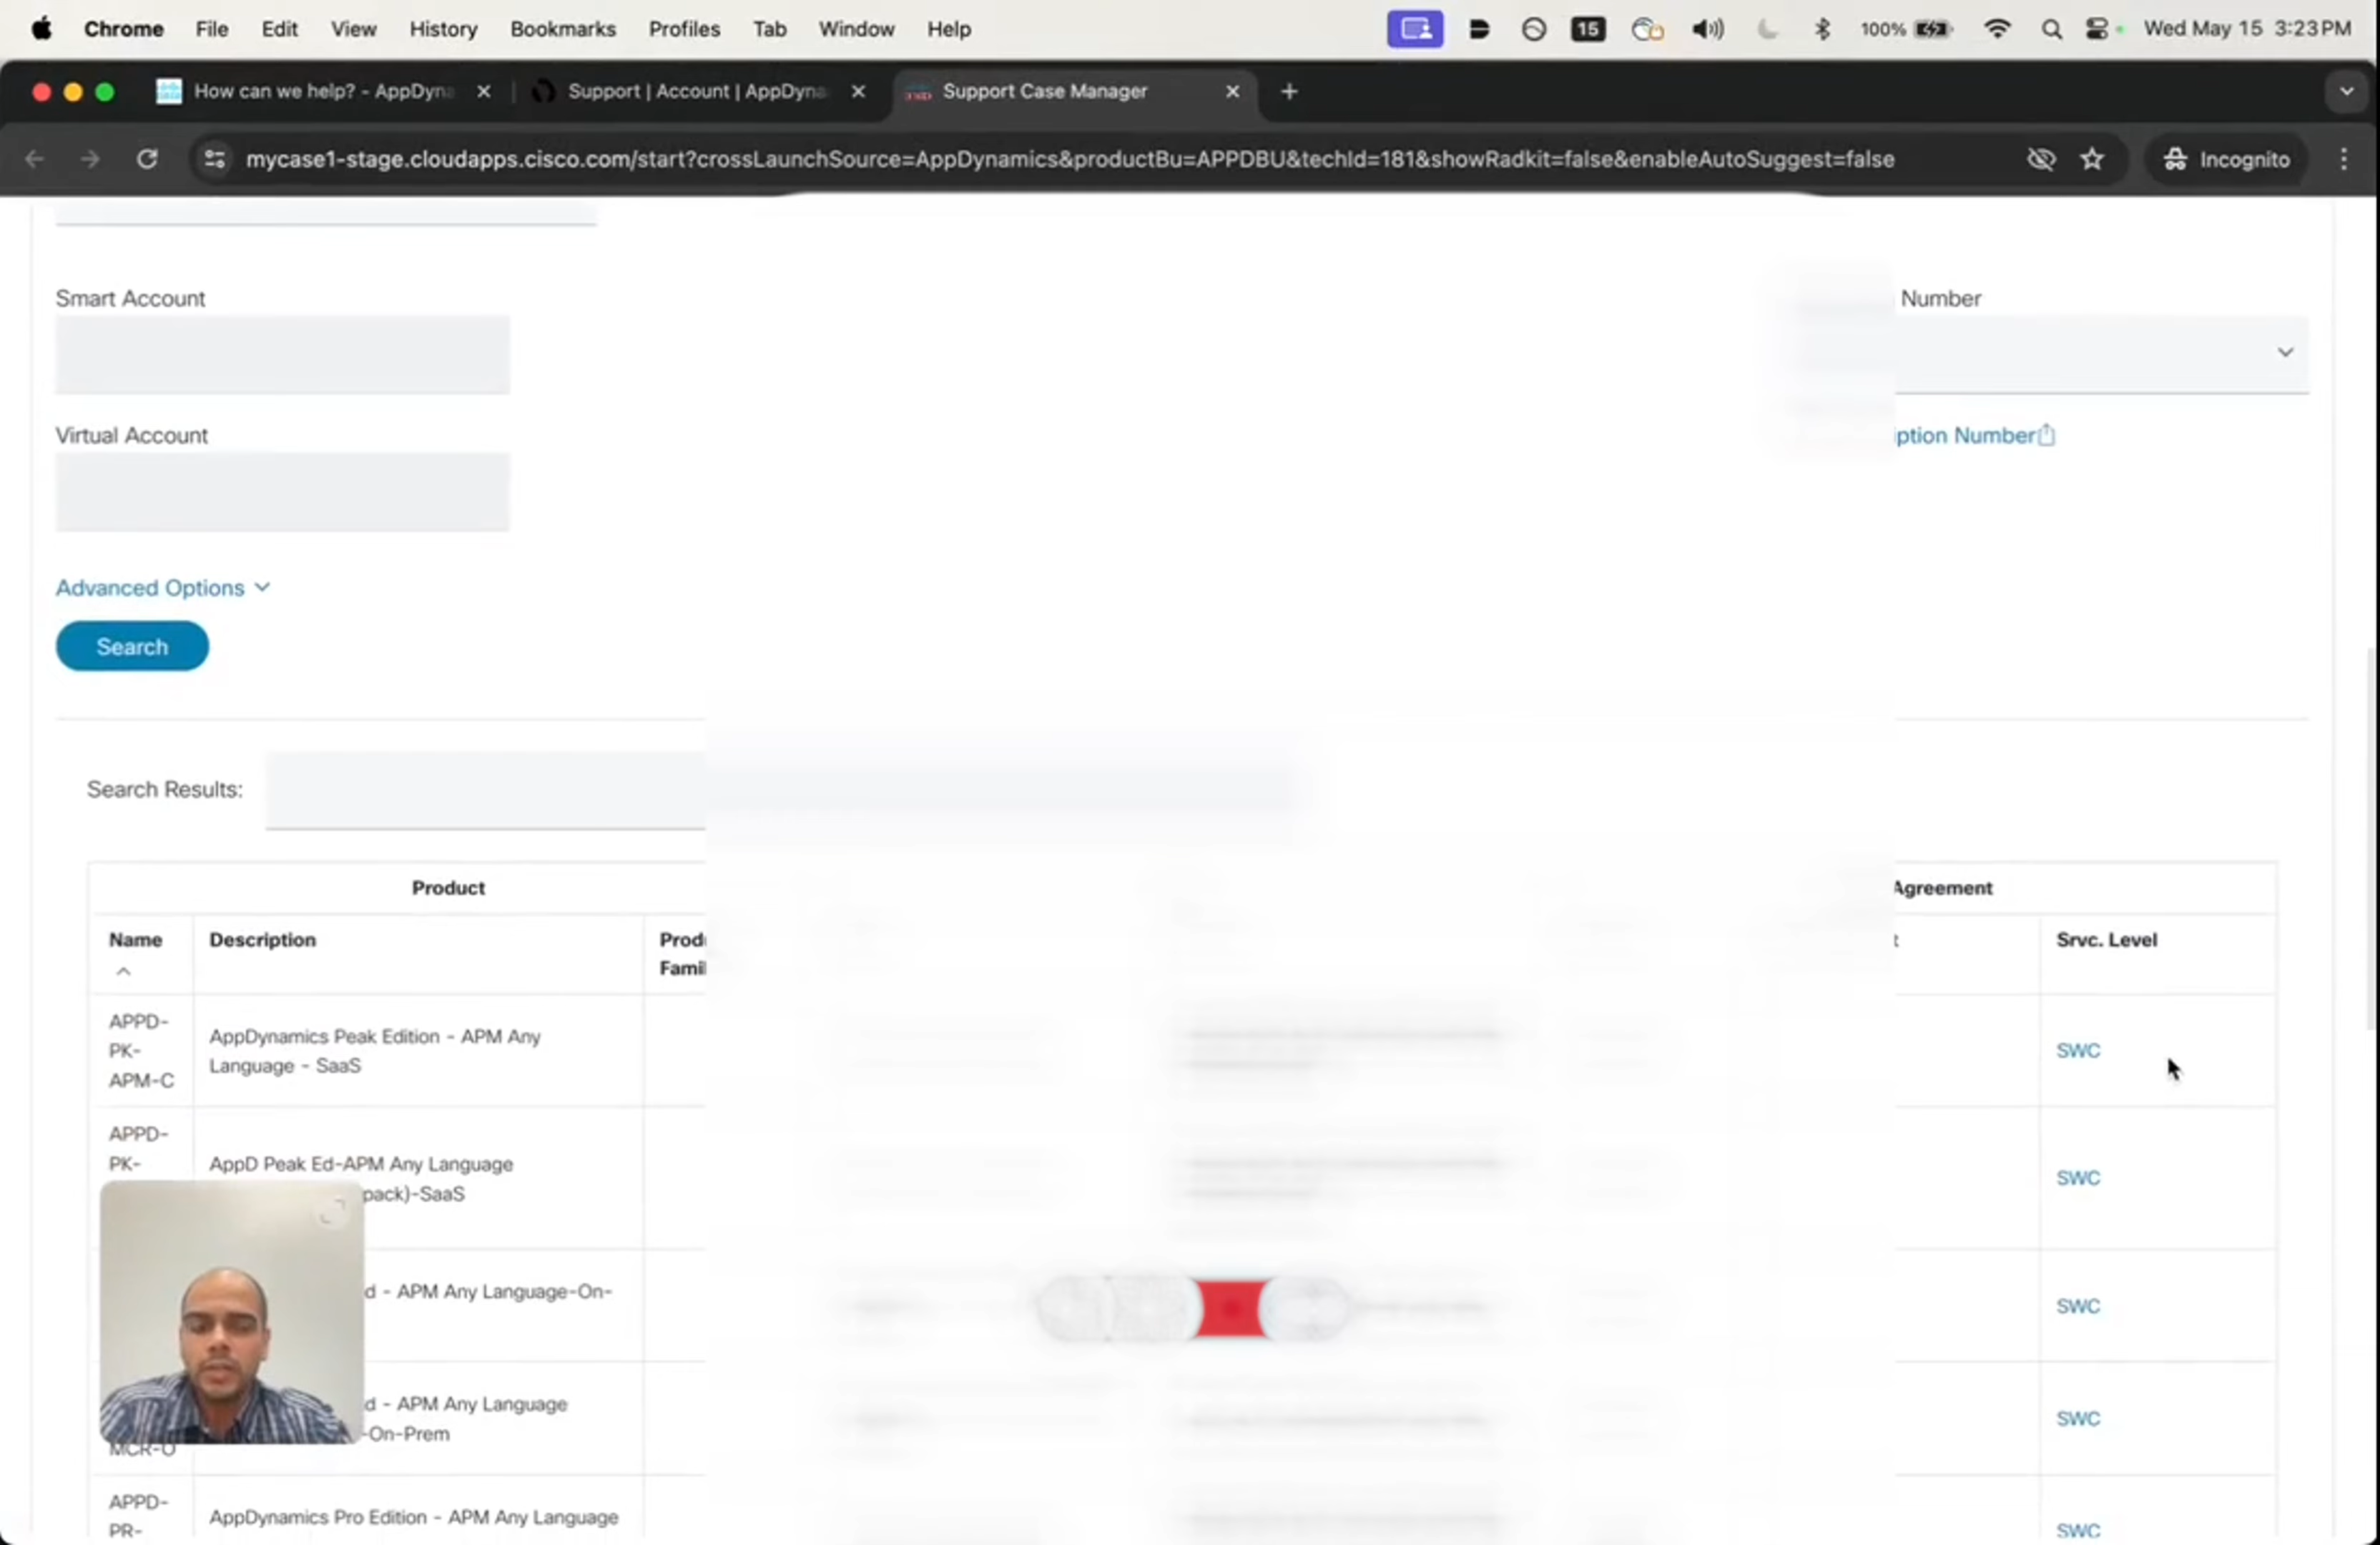 Chrome File Edit View History Bookmarks Profiles Tab Window Help 15 100% Wed May 15 3:23 PM
How can we help? - AppDyna Support | Account | AppDyna Support Case Manager
mycase1-stage.cloudapps.cisco.com/start?crossLaunchSource=AppDynamics&productBu=APPDBU&techId=181&showRadkit=false&enableAutoSuggest=false Incognito
Smart Account Number
Virtual Account iption Number
Advanced Options
Search
Search Results:
Product Agreement
Name Description Produ t Srvc. Level
Famil
APPD-
PK-
APM-C
AppDynamics Peak Edition - APM Any
Language - SaaS
SWC
APPD-
PK-
AppD Peak Ed-APM Any Language
pack)-SaaS
SWC
d - APM Any Language-On-
SWC
d - APM Any Language
-On-Prem
MCR-O
SWC
APPD-
PR-
AppDynamics Pro Edition - APM Any Language
SWC